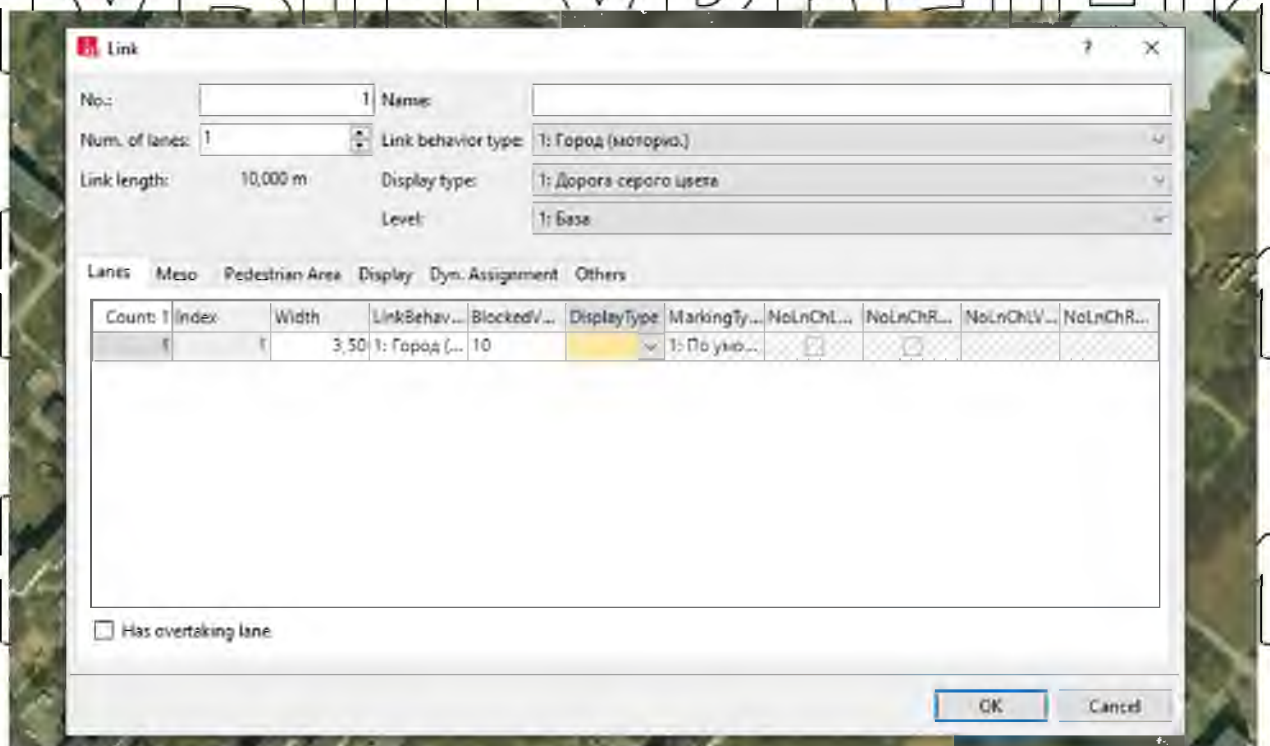 Link
? ×
No.: 1 Name:
Num. of lanes: 1 Link behavior type: 1: Город (моториз.)
Link length: 10,000 m Display type: 1: Дорога серого цвета
Level: 1: База
Lanes Meso Pedestrian Area Display Dyn. Assignment Others
Count: 1 Index Width LinkBehav... BlockedV... DisplayType MarkingTy... NoLnChL... NoLnChR... NoLnChLV... NoLnChR...
1 1 3,50 1: Город (... 10 1: По умо...
Has overtaking lane
OK Cancel